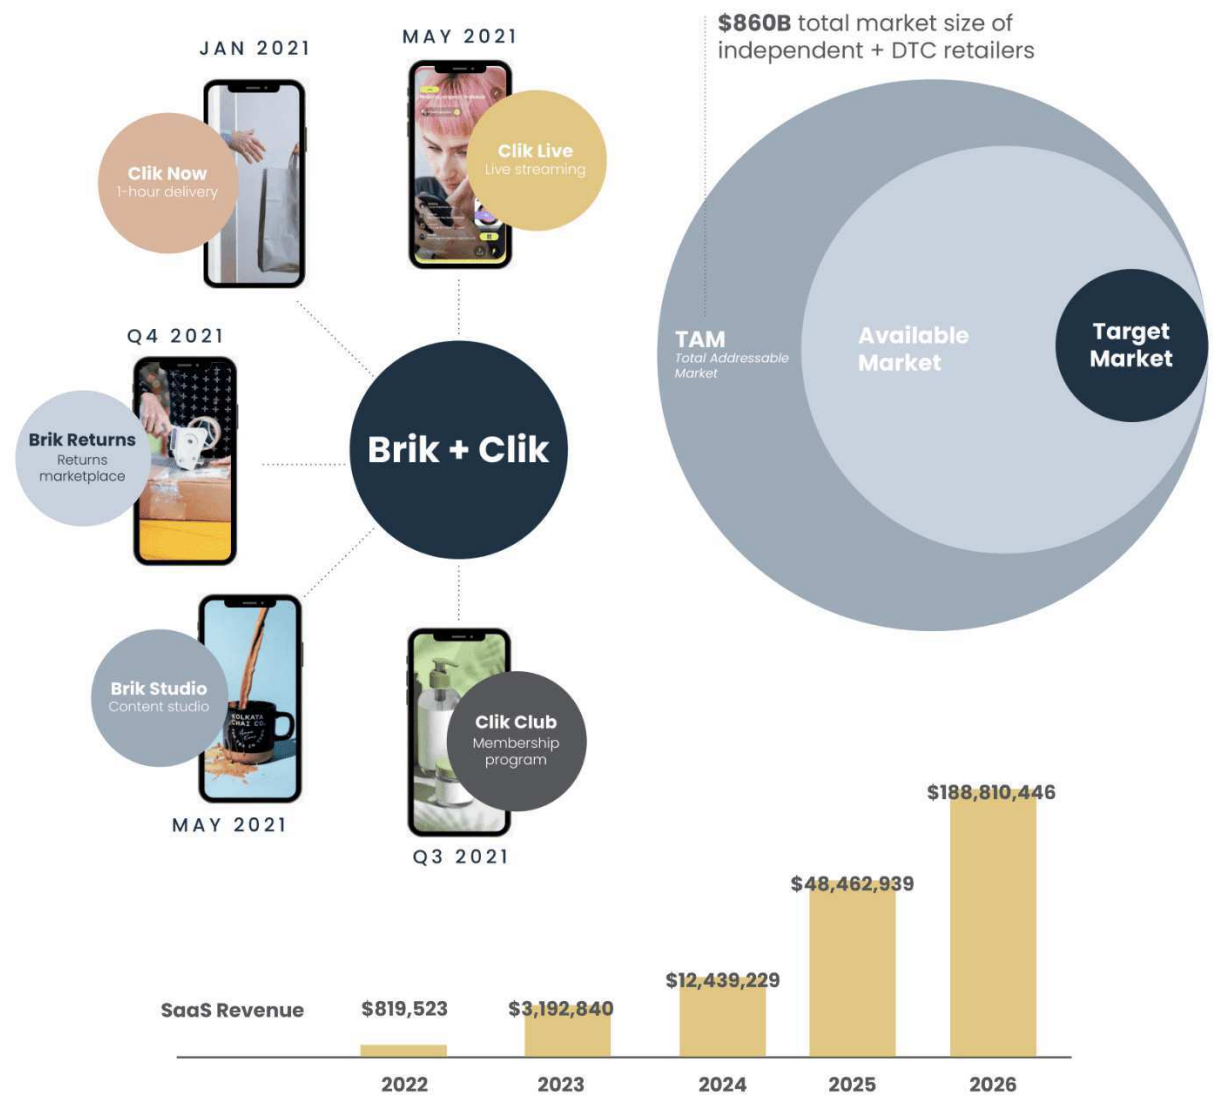 JAN 2021
MAY 2021
Clik Now
1-hour delivery
Clik Live
Live streaming
Q4 2021
Brik Returns
Returns
marketplace
Brik + Clik
Brik Studio
Content studio
KOLKATA
CHAI CO.
MAY 2021
Clik Club
Membership
program
Q3 2021
$860B total market size of
independent + DTC retailers
TAM
Total Addressable
Market
Available
Market
Target
Market
SaaS Revenue
$819,523
$3,192,840
$12,439,229
$48,462,939
$188,810,446
2022
2023
2024
2025
2026